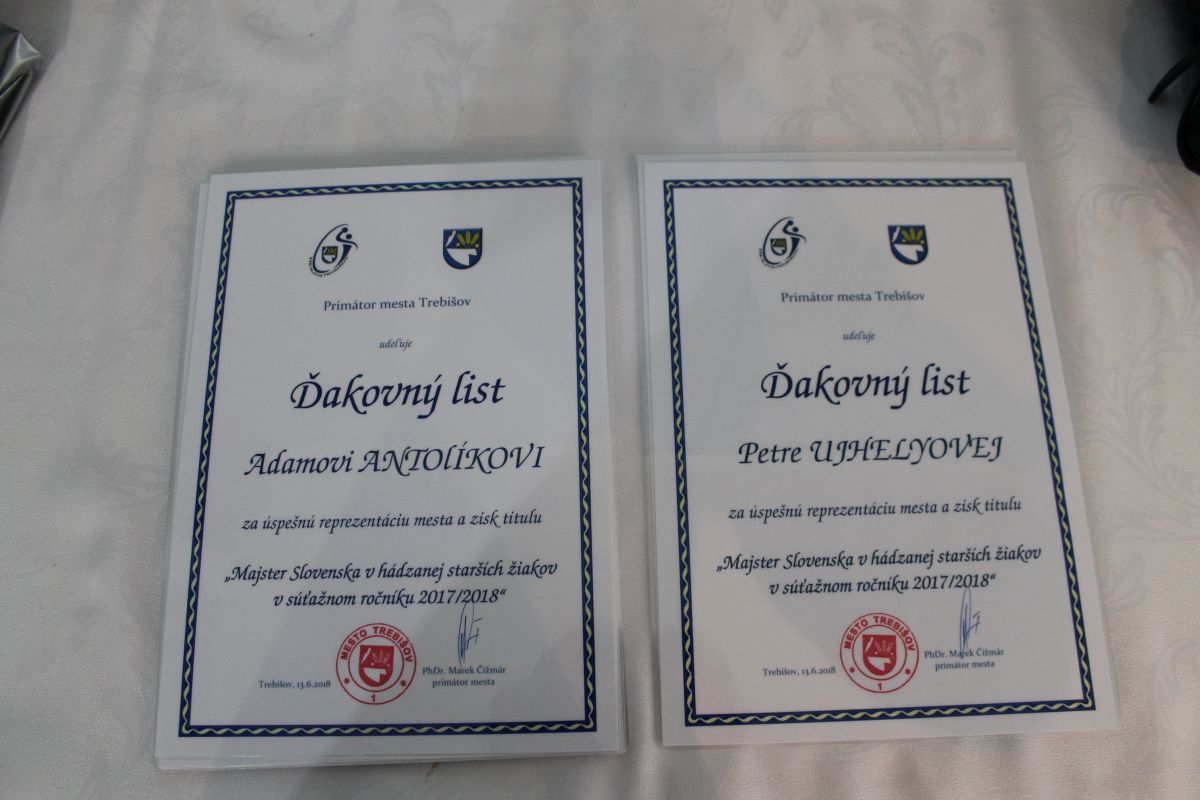 Primátor mesta Trebišov
udeľuje
Ďakovný list
Adamovi ANTOLÍKOVI
za úspešnú reprezentáciu mesta a zisk titulu
„Majster Slovenska v hádzanej starších žiakov
v súťažnom ročníku 2017/2018“
MESTO TREBIŠOV
1
Trebišov, 13.6.2018
PhDr. Marek Čižmár
primátor mesta
Primátor mesta Trebišov
udeľuje
Ďakovný list
Petre UJHELYOVEJ
za úspešnú reprezentáciu mesta a zisk titulu
„Majster Slovenska v hádzanej starších žiakov
v súťažnom ročníku 2017/2018“
MESTO TREBIŠOV
1
Trebišov, 13.6.2018
PhDr. Marek Čižmár
primátor mesta